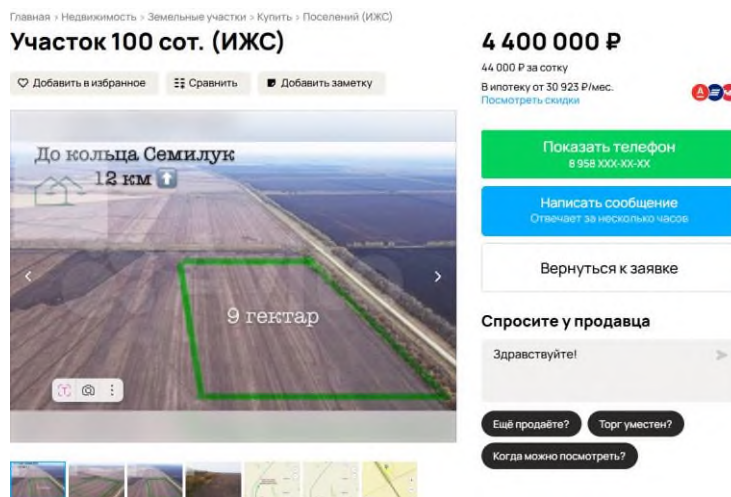 Главная › Недвижимость › Земельные участки › Купить › Поселений (ИЖС)
Участок 100 сот. (ИЖС)
Добавить в избранное
Сравнить
Добавить заметку
До кольца Семилук
12 км
9 гектар
4 400 000 ₽
44 000 ₽ за сотку
В ипотеку от 30 923 ₽/мес.
Посмотреть скидки
Показать телефон
8 958 XXX-XX-XX
Написать сообщение
Отвечает за несколько часов
Вернуться к заявке
Спросите у продавца
Здравствуйте!
Ещё продаёте?
Торг уместен?
Когда можно посмотреть?